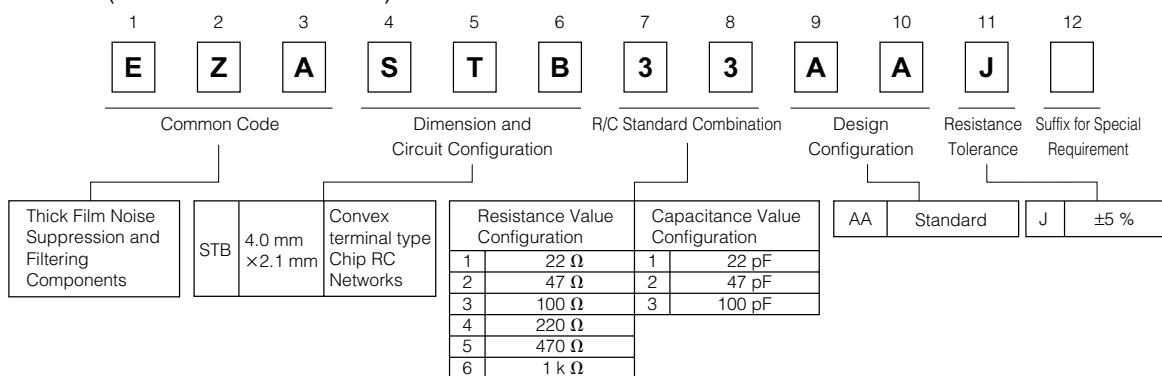 1 2 3 4 5 6 7 8 9 10 11 12
E Z A S T B 3 3 A A J
Common Code
Dimension and
Circuit Configuration
R/C Standard Combination
Design
Configuration
Resistance
Tolerance
Suffix for Special
Requirement
Thick Film Noise
Suppression and
Filtering
Components
STB
4.0 mm
×2.1 mm
Convex
terminal type
Chip RC
Networks
Resistance Value
Configuration
1 22 Ω
2 47 Ω
3 100 Ω
4 220 Ω
5 470 Ω
6 1 k Ω
Capacitance Value
Configuration
1 22 pF
2 47 pF
3 100 pF
AA Standard
J ±5 %